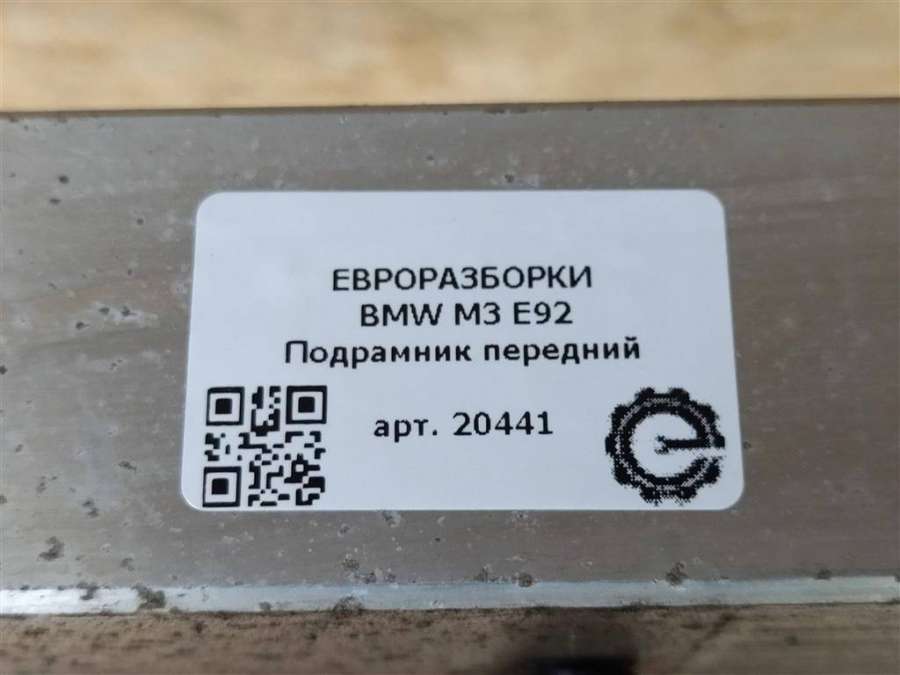 ЕВРОРАЗБОРКИ
BMW M3 E92
Подрамник передний
арт. 20441